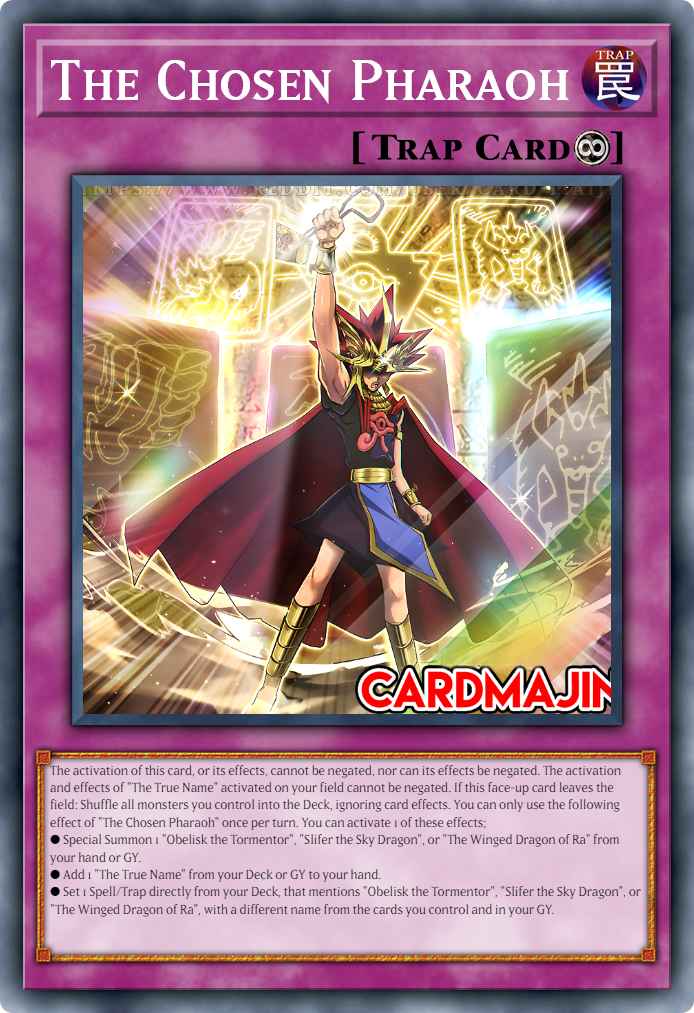 THE CHOSEN PHARAOH
TRAP
罠
[TRAP CARD♾]
CARDMAJIN
The activation of this card, or its effects, cannot be negated, nor can its effects be negated. The activation
and effects of "The True Name" activated on your field cannot be negated. If this face-up card leaves the
field: Shuffle all monsters you control into the Deck, ignoring card effects. You can only use the following
effect of "The Chosen Pharaoh" once per turn. You can activate 1 of these effects;
● Special Summon 1 "Obelisk the Tormentor", "Slifer the Sky Dragon", or "The Winged Dragon of Ra" from
your hand or GY.
● Add 1 "The True Name" from your Deck or GY to your hand.
● Set 1 Spell/Trap directly from your Deck, that mentions "Obelisk the Tormentor", "Slifer the Sky Dragon", or
"The Winged Dragon of Ra", with a different name from the cards you control and in your GY.